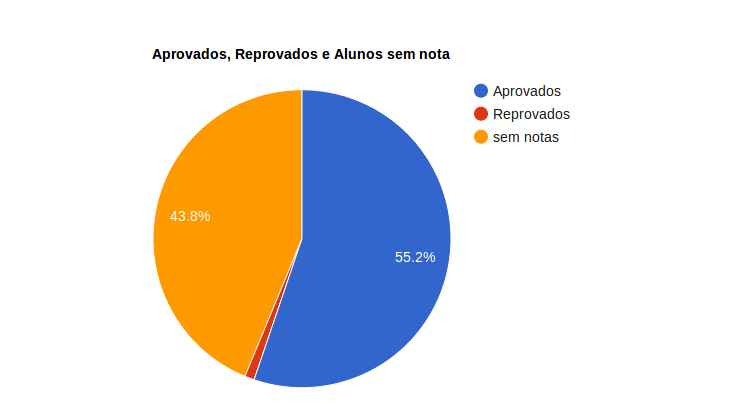 Aprovados, Reprovados e Alunos sem nota
Aprovados
Reprovados
sem notas
43.8%
55.2%